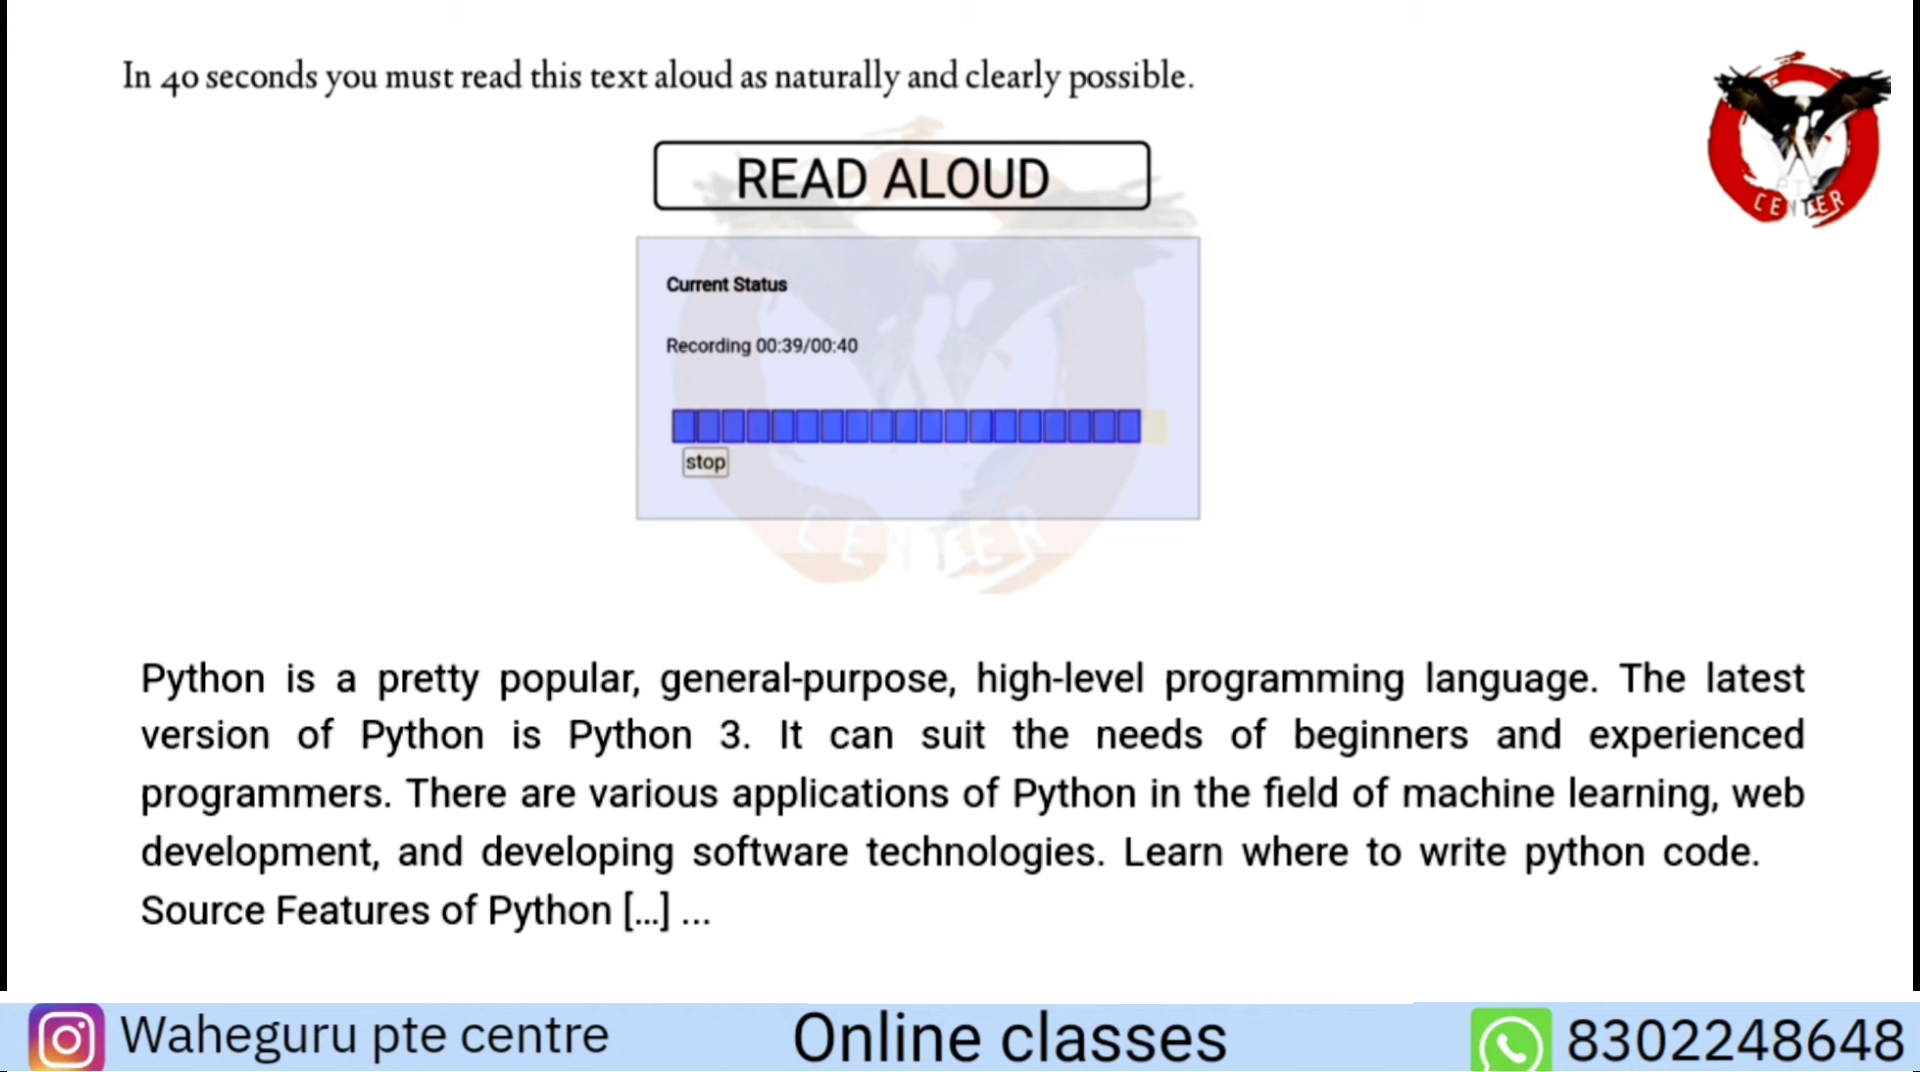 In 40 seconds you must read this text aloud as naturally and clearly possible.
READ ALOUD
Current Status
Recording 00:39/00:40
stop
W
PTE
CENTER
CENTER
Python is a pretty popular, general-purpose, high-level programming language. The latest
version of Python is Python 3. It can suit the needs of beginners and experienced
programmers. There are various applications of Python in the field of machine learning, web
development, and developing software technologies. Learn where to write python code.
Source Features of Python [...] ...
Waheguru pte centre
Online classes
8302248648